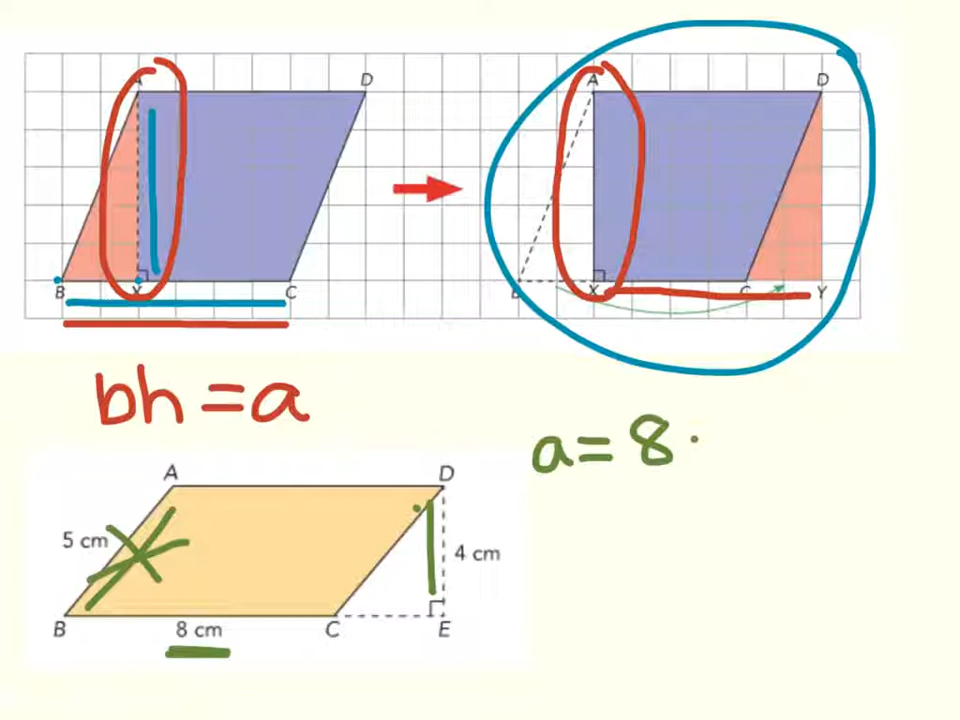 A D A D
B X C B X C Y
bh = a
a = 8 ·
A D
5 cm 4 cm
B 8 cm C E